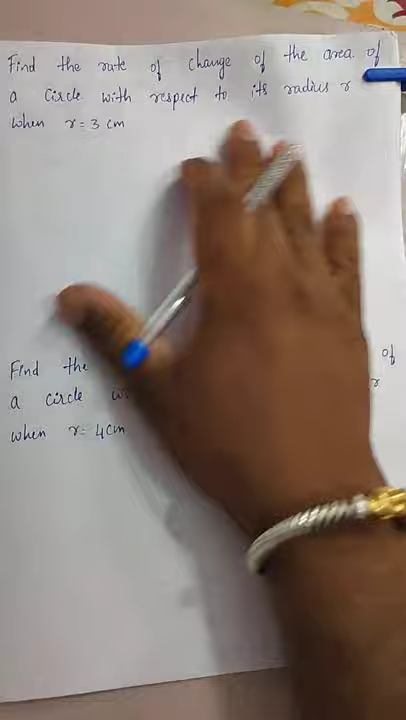 Find the rate of change of the area of
a Circle with respect to its radius r
when r = 3 cm
Find the of
a circle r
when r = 4cm